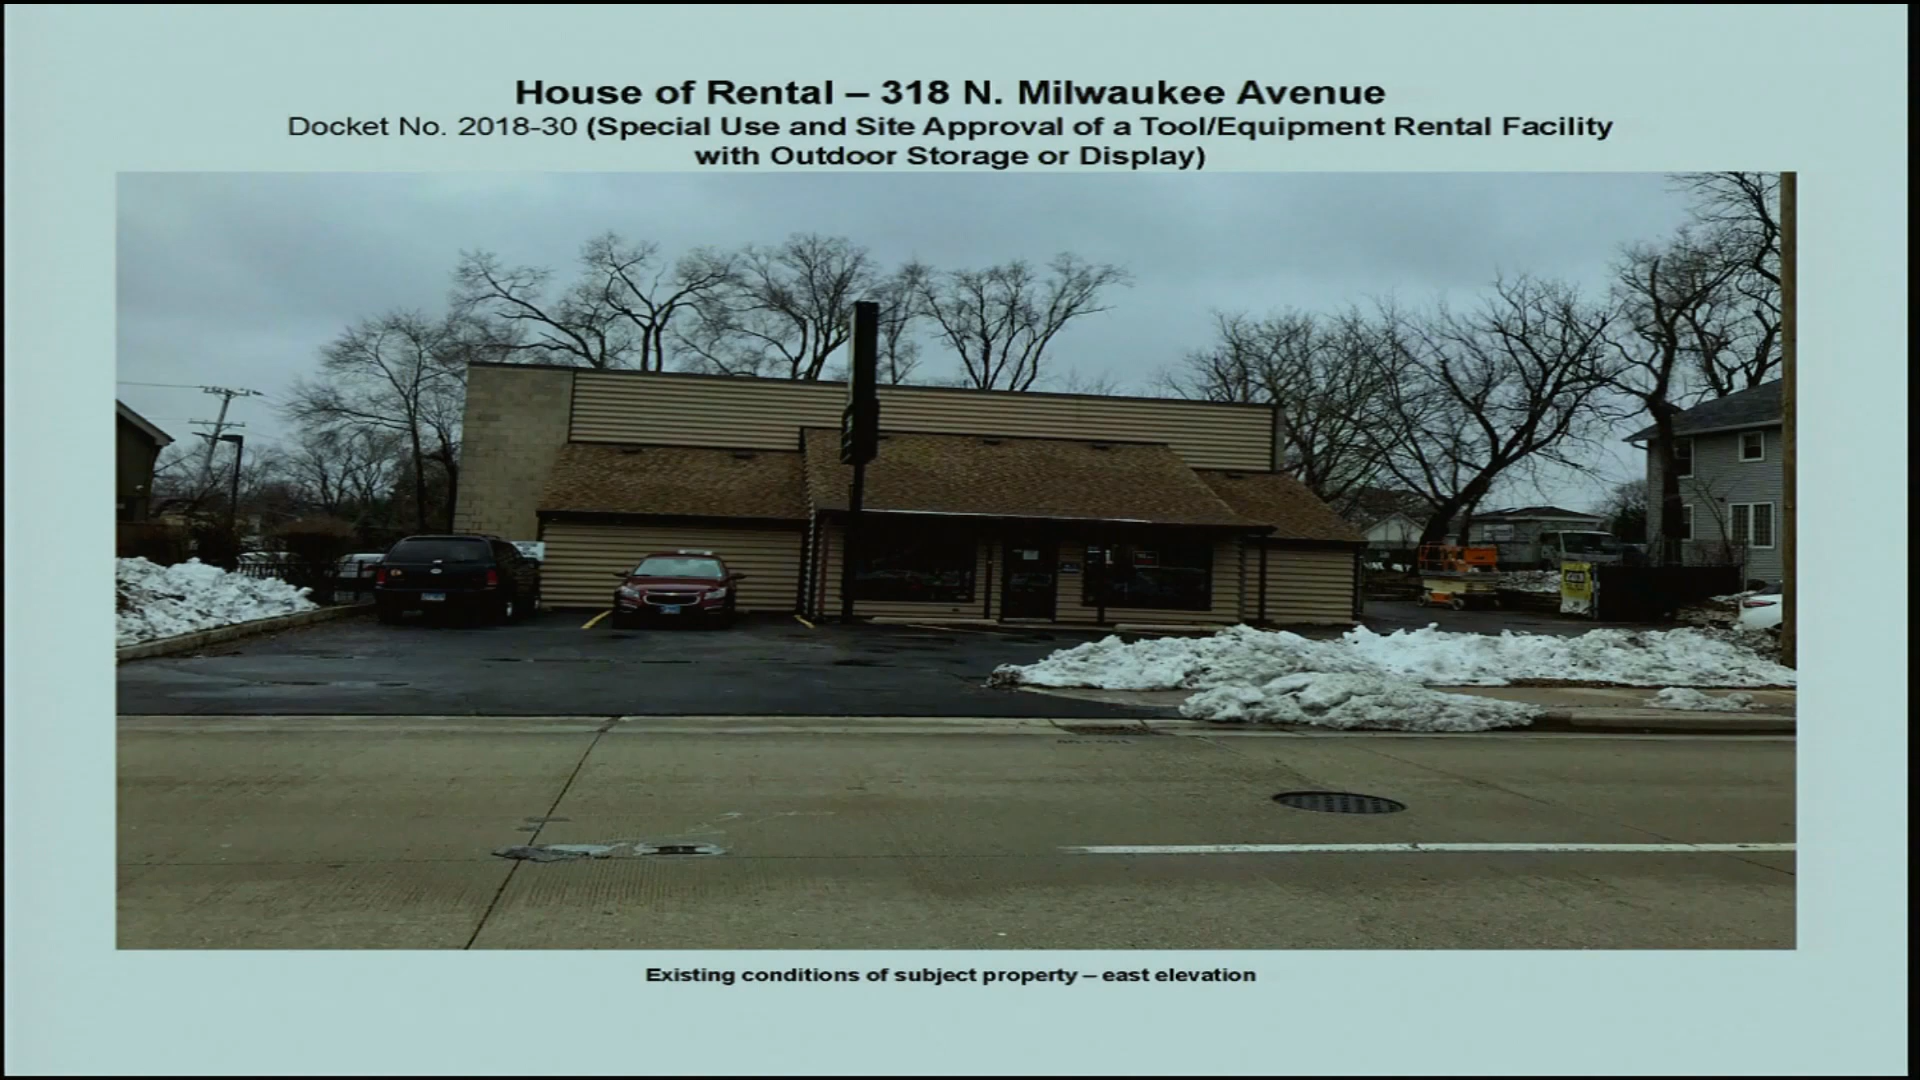 House of Rental – 318 N. Milwaukee Avenue
Docket No. 2018-30 (Special Use and Site Approval of a Tool/Equipment Rental Facility
with Outdoor Storage or Display)
Existing conditions of subject property – east elevation